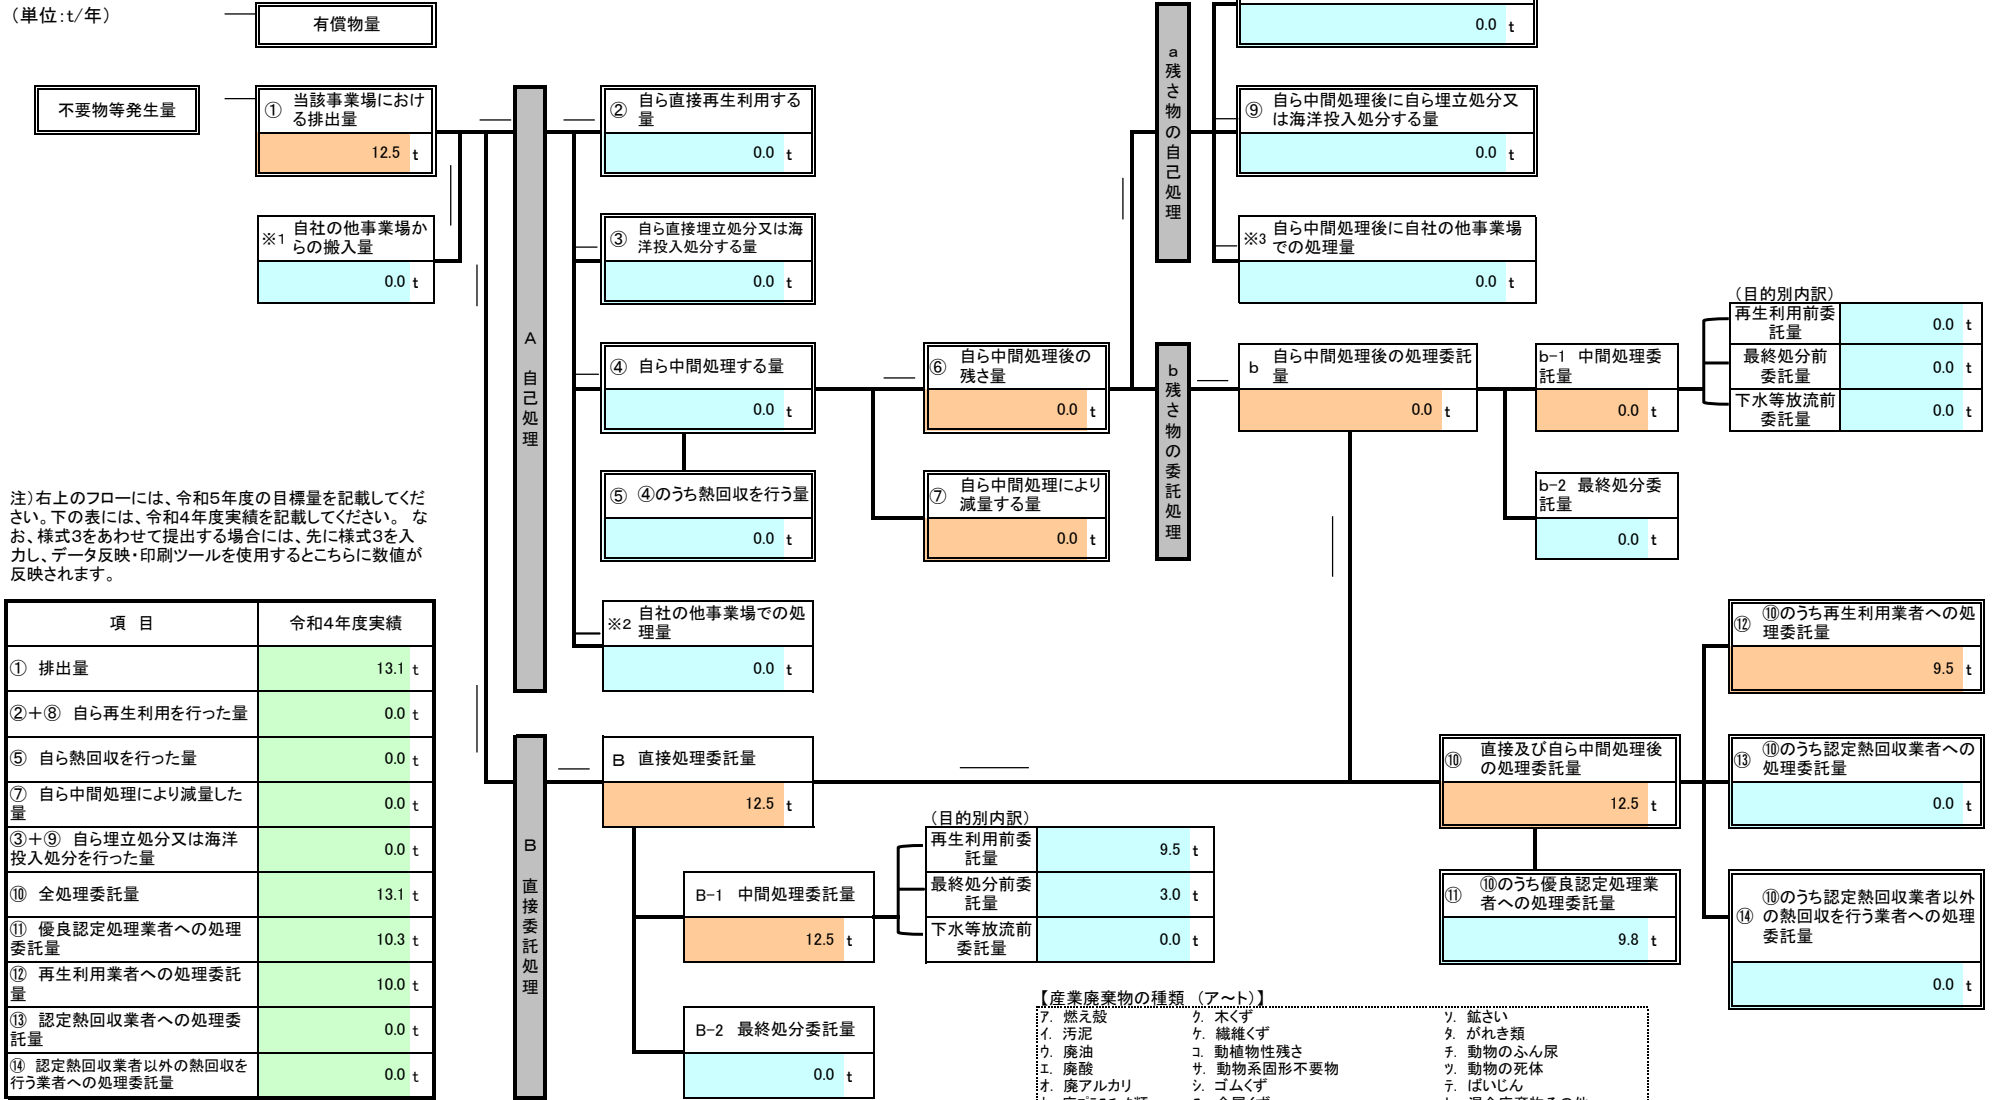 (単位:t/年)
有償物量
0.0 t
不要物等発生量
① 当該事業場におけ
る排出量
12.5 t
※1 自社の他事業場か
らの搬入量
0.0 t
A 自己処理
② 自ら直接再生利用する
量
0.0 t
③ 自ら直接埋立処分又は海
洋投入処分する量
0.0 t
④ 自ら中間処理する量
0.0 t
⑤ ④のうち熱回収を行う量
0.0 t
※2 自社の他事業場での処
理量
0.0 t
⑥ 自ら中間処理後の
残さ量
0.0 t
⑦ 自ら中間処理により
減量する量
0.0 t
a 残さ物の自己処理
⑨ 自ら中間処理後に自ら埋立処分又
は海洋投入処分する量
0.0 t
※3 自ら中間処理後に自社の他事業場
での処理量
0.0 t
b 残さ物の委託処理
b 自ら中間処理後の処理委託
量
0.0 t
b-1 中間処理委
託量
0.0 t
b-2 最終処分委
託量
0.0 t
(目的別内訳)
再生利用前委
託量
0.0 t
最終処分前
委託量
0.0 t
下水等放流前
委託量
0.0 t
注)右上のフローには、令和5年度の目標量を記載してくだ
さい。下の表には、令和4年度実績を記載してください。 な
お、様式3をあわせて提出する場合には、先に様式3を入
力し、データ反映・印刷ツールを使用するとこちらに数値が
反映されます。
項 目 令和4年度実績
① 排出量 13.1 t
②+⑧ 自ら再生利用を行った量 0.0 t
⑤ 自ら熱回収を行った量 0.0 t
⑦ 自ら中間処理により減量した
量 0.0 t
③+⑨ 自ら埋立処分又は海洋
投入処分を行った量 0.0 t
⑩ 全処理委託量 13.1 t
⑪ 優良認定処理業者への処理
委託量 10.3 t
⑫ 再生利用業者への処理委託
量 10.0 t
⑬ 認定熱回収業者への処理委
託量 0.0 t
⑭ 認定熱回収業者以外の熱回収を
行う業者への処理委託量 0.0 t
B 直接委託処理
B 直接処理委託量
12.5 t
B-1 中間処理委託量
12.5 t
B-2 最終処分委託量
0.0 t
(目的別内訳)
再生利用前委
託量
9.5 t
最終処分前委
託量
3.0 t
下水等放流前
委託量
0.0 t
⑩ 直接及び自ら中間処理後
の処理委託量
12.5 t
⑪ ⑩のうち優良認定処理業
者への処理委託量
9.8 t
⑫ ⑩のうち再生利用業者への処
理委託量
9.5 t
⑬ ⑩のうち認定熱回収業者への
処理委託量
0.0 t
⑭ ⑩のうち認定熱回収業者以外
の熱回収を行う業者への処理
委託量
0.0 t
【産業廃棄物の種類 (ア~ト)】
ア. 燃え殻 ク. 木くず ソ. 鉱さい
イ. 汚泥 ケ. 繊維くず タ. がれき類
ウ. 廃油 コ. 動植物性残さ チ. 動物のふん尿
エ. 廃酸 サ. 動物系固形不要物 ツ. 動物の死体
オ. 廃アルカリ シ. ゴムくず テ. ばいじん